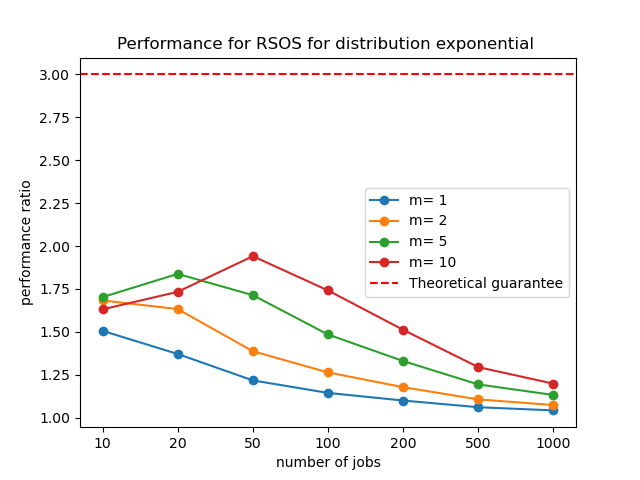 Performance for RSOS for distribution exponential
3.00
2.75
2.50
2.25
2.00
1.75
1.50
1.25
1.00
performance ratio
m= 1
m= 2
m= 5
m= 10
Theoretical guarantee
10 20 50 100 200 500 1000
number of jobs